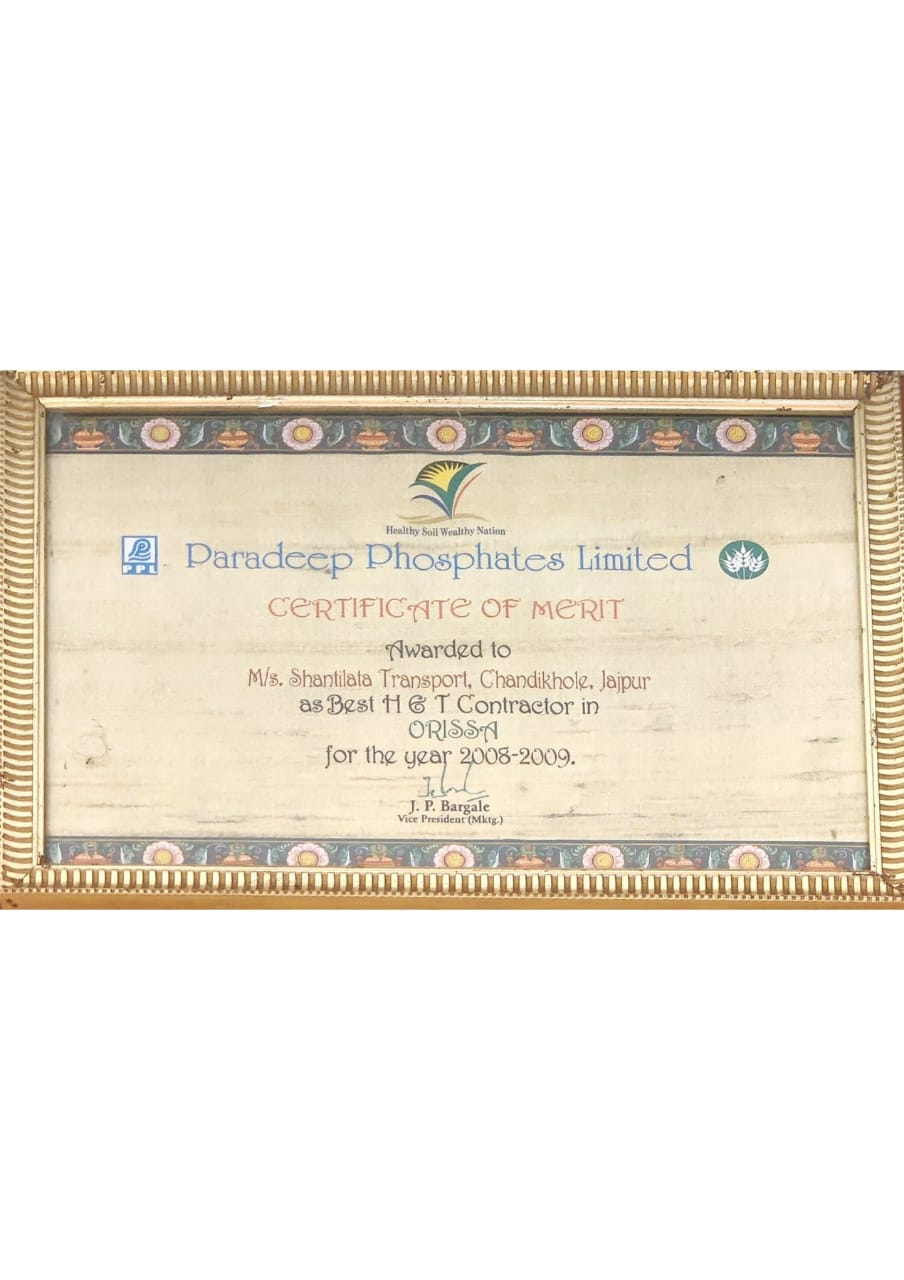 Healthy Soil Wealthy Nation
PPL
Paradeep Phosphates Limited
CERTIFICATE OF MERIT
Awarded to
M/s. Shantilata Transport, Chandikhole, Jajpur
as Best H & T Contractor in
ORISSA
for the year 2008-2009.
J. P. Bargale
Vice President (Mktg.)